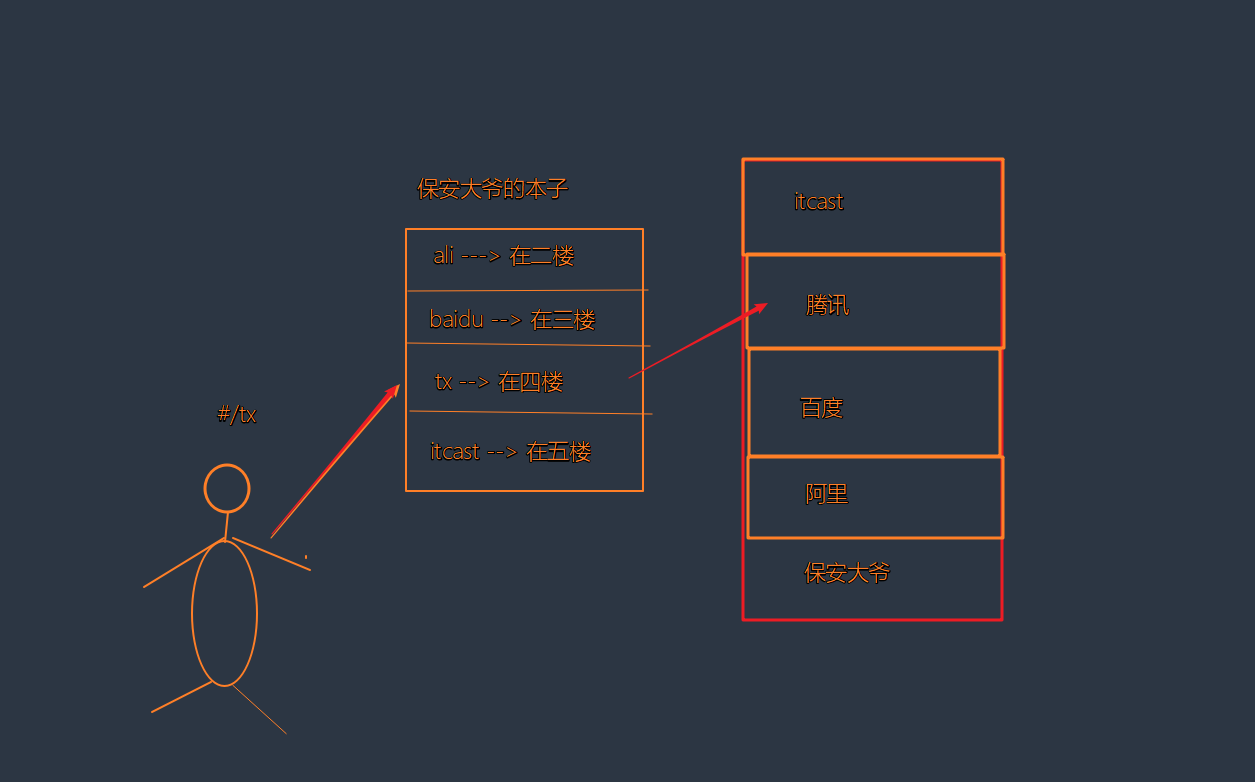 保安大爷的本子
ali ---> 在二楼
baidu --> 在三楼
tx --> 在四楼
itcast --> 在五楼
#/tx
itcast
腾讯
百度
阿里
保安大爷